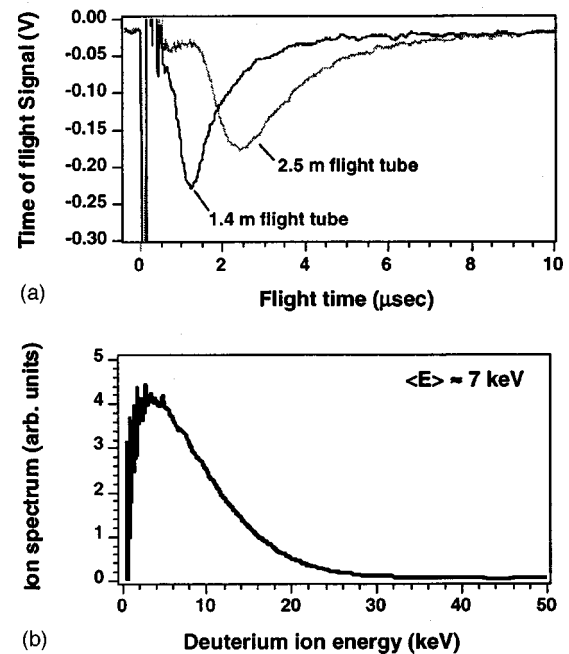 0.00
-0.05
-0.10
-0.15
-0.20
-0.25
-0.30
Time of flight Signal (V)
2.5 m flight tube
1.4 m flight tube
0 2 4 6 8 10
(a)
Flight time (μsec)
5
4
3
2
1
0
Ion spectrum (arb. units)
<E> ≈ 7 keV
0 10 20 30 40 50
(b)
Deuterium ion energy (keV)